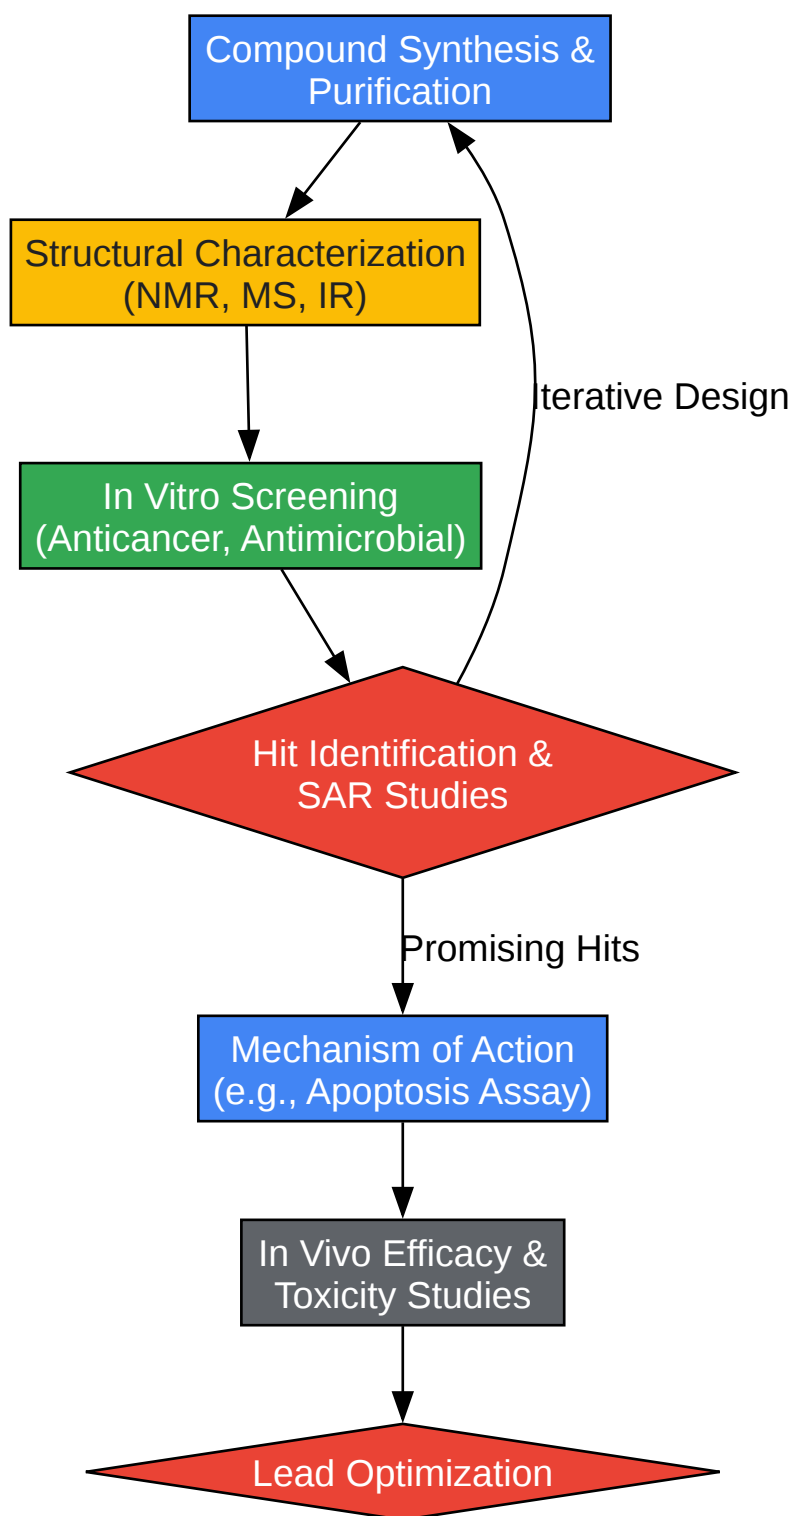 Compound Synthesis &
Purification
Structural Characterization
(NMR, MS, IR)
Iterative Design
In Vitro Screening
(Anticancer, Antimicrobial)
Hit Identification &
SAR Studies
Promising Hits
Mechanism of Action
(e.g., Apoptosis Assay)
In Vivo Efficacy &
Toxicity Studies
Lead Optimization